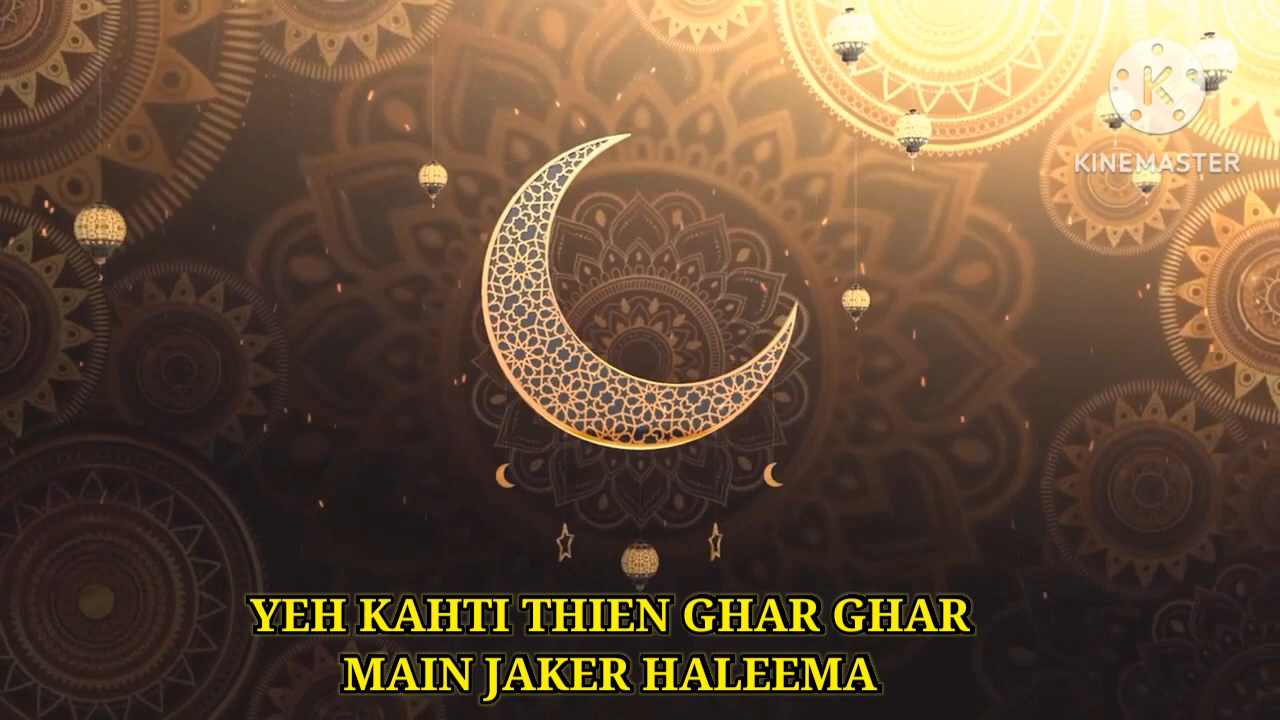 K
KINEMASTER
YEH KAHTI THIEN GHAR GHAR
MAIN JAKER HALEEMA